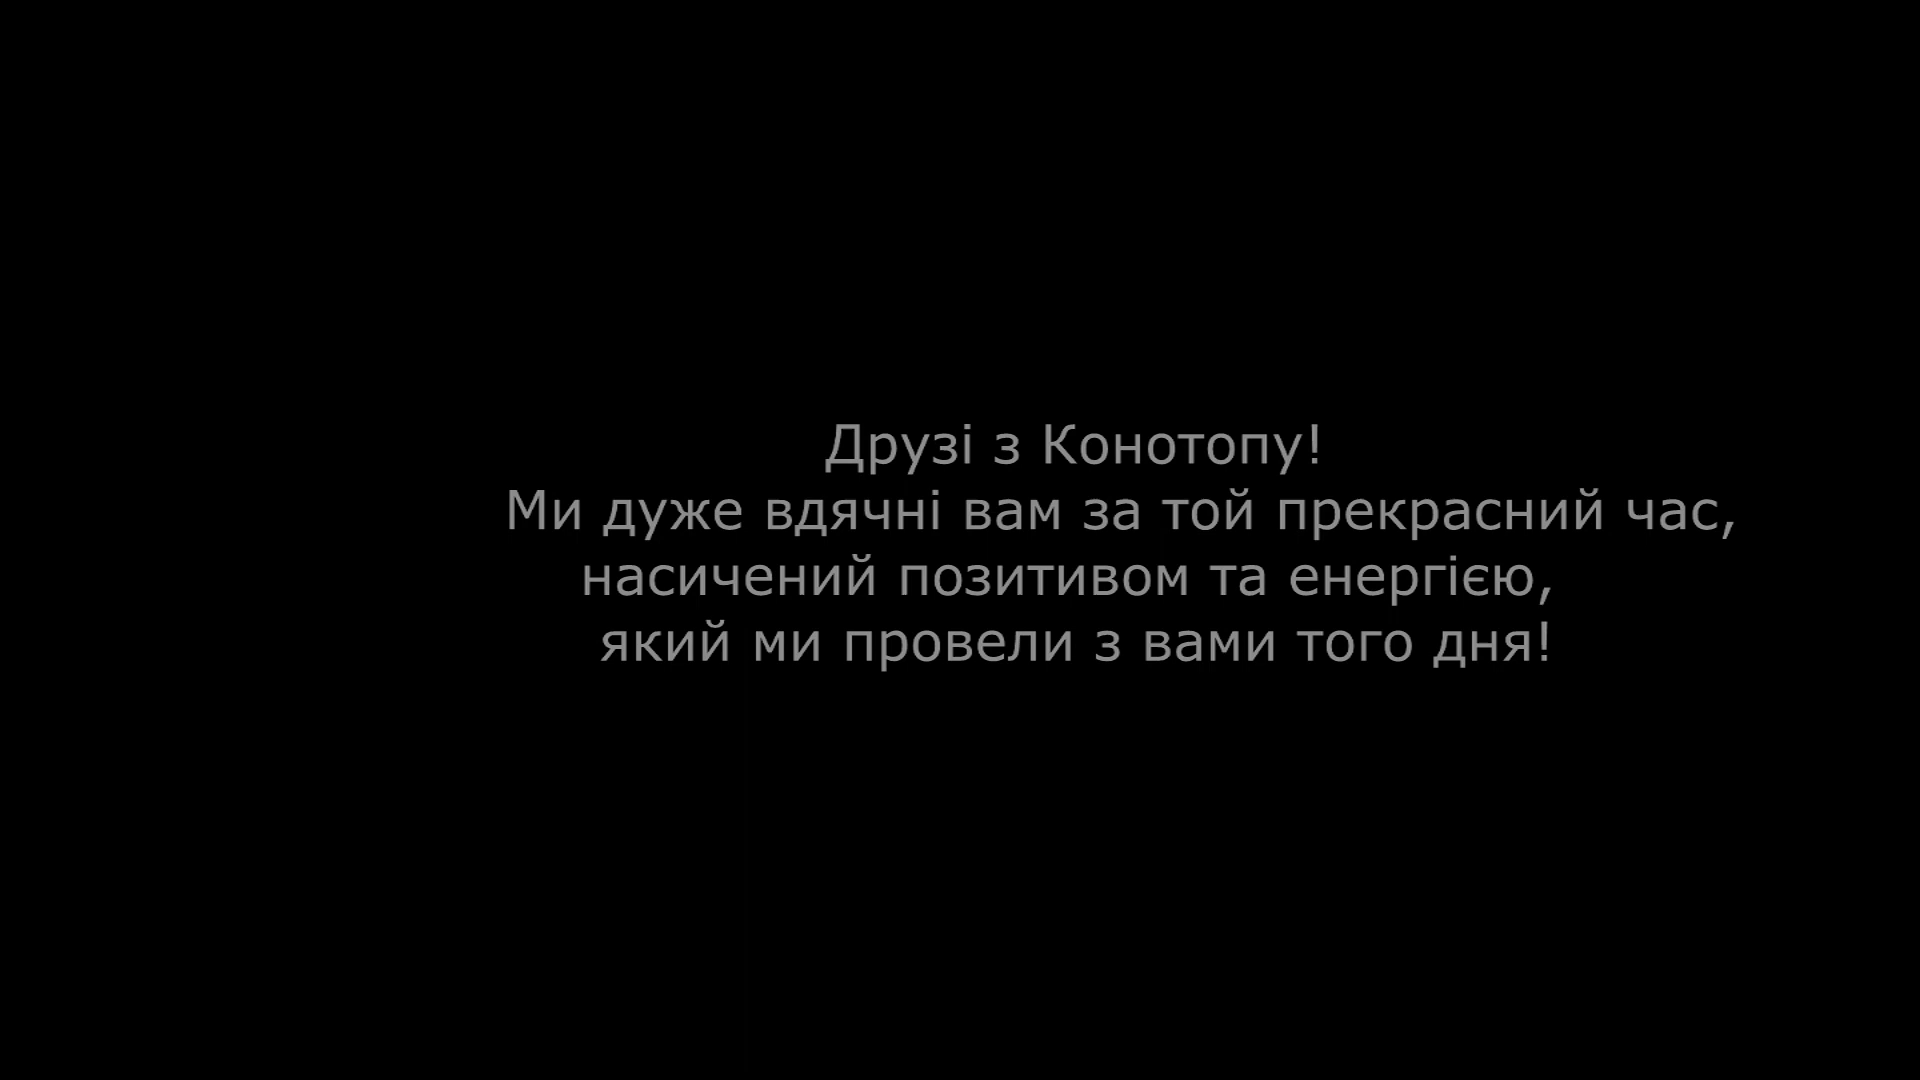 Друзі з Конотопу!
Ми дуже вдячні вам за той прекрасний час,
насичений позитивом та енергією,
який ми провели з вами того дня!